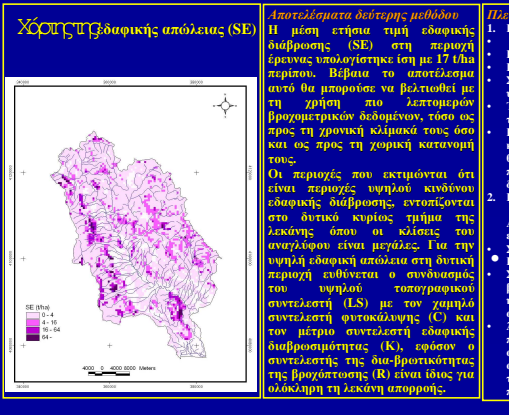 Χάρτης της εδαφικής απώλειας (SE)
SE (t/ha)
0 - 4
4 - 16
16 - 64
64 -
4000 0 4000 8000 Meters
Αποτελέσματα δεύτερης μεθόδου
Η μέση ετήσια τιμή εδαφικής
διάβρωσης (SE) στη περιοχή
έρευνας υπολογίστηκε ίση με 17 t/ha
περίπου. Βέβαια το αποτέλεσμα
αυτό θα μπορούσε να βελτιωθεί με
τη χρήση πιο λεπτομερών
βροχομετρικών δεδομένων, τόσο ως
προς τη χρονική κλίμακά τους όσο
και ως προς τη χωρική κατανομή
τους.
Οι περιοχές που εκτιμώνται ότι
είναι περιοχές υψηλού κινδύνου
εδαφικής διάβρωσης, εντοπίζονται
στο δυτικό κυρίως τμήμα της
λεκάνης όπου οι κλίσεις του
αναγλύφου είναι μεγάλες. Για την
υψηλή εδαφική απώλεια στη δυτική
περιοχή ευθύνεται ο συνδυασμός
του υψηλού τοπογραφικού
συντελεστή (LS) με τον χαμηλό
συντελεστή φυτοκάλυψης (C) και
τον μέτριο συντελεστή εδαφικής
διαβρωσιμότητας (K), εφόσον ο
συντελεστής της δια-βρωτικότητας
της βροχόπτωσης (R) είναι ίδιος για
ολόκληρη τη λεκάνη απορροής.
Πλε
1.
2.